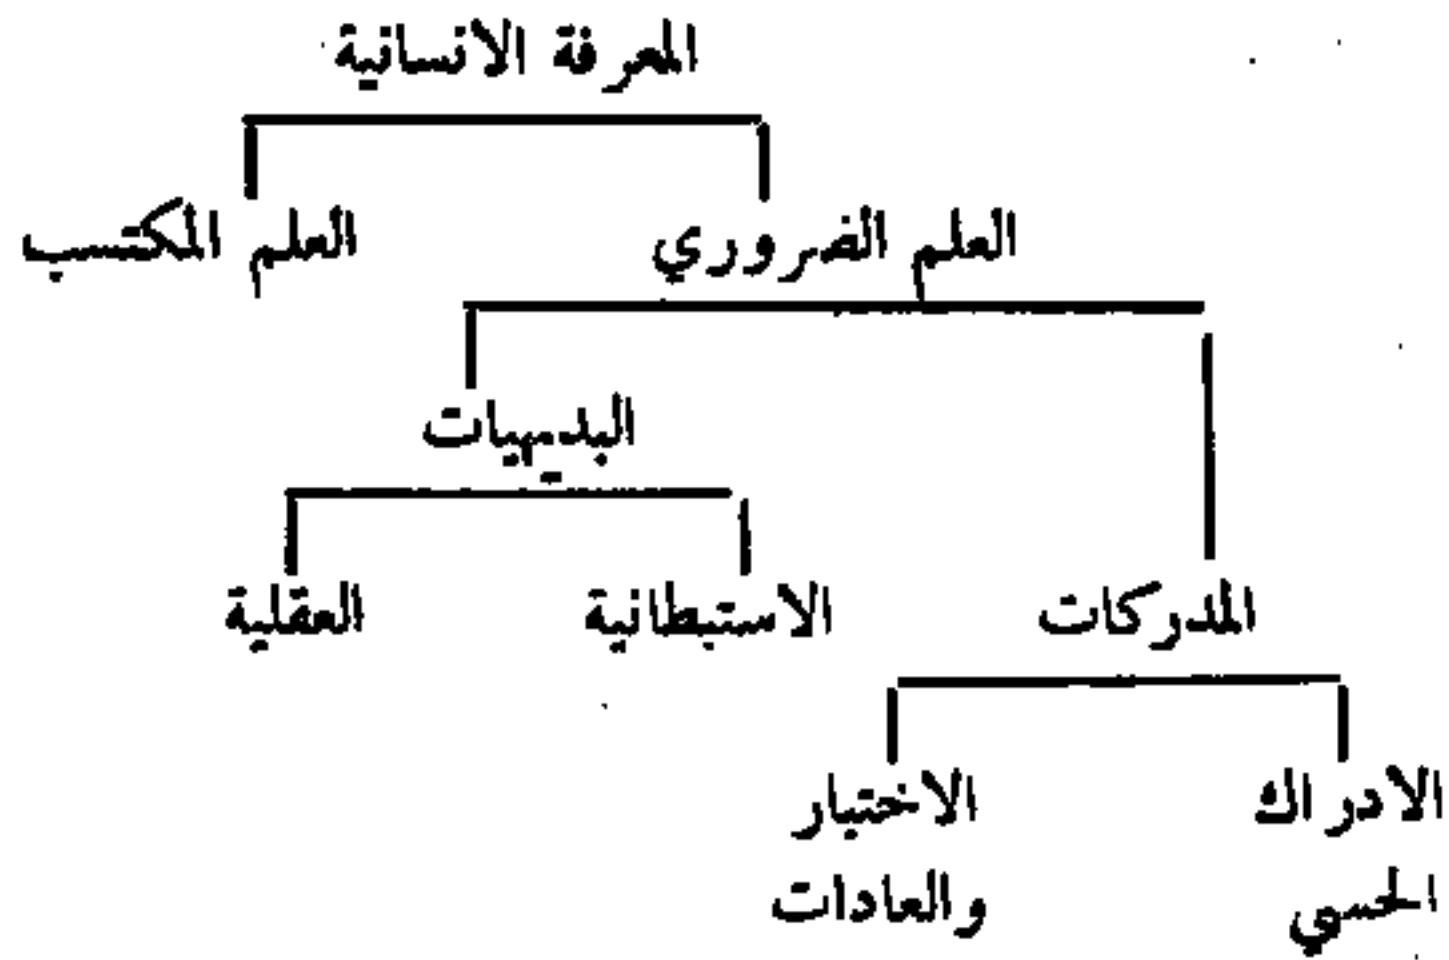 المعرفة الانسانية
العلم الضروري
العلم المكتسب
البديهيات
المدركات
الاستبطانية
العقلية
الادراك
الحسي
الاختبار
والعادات